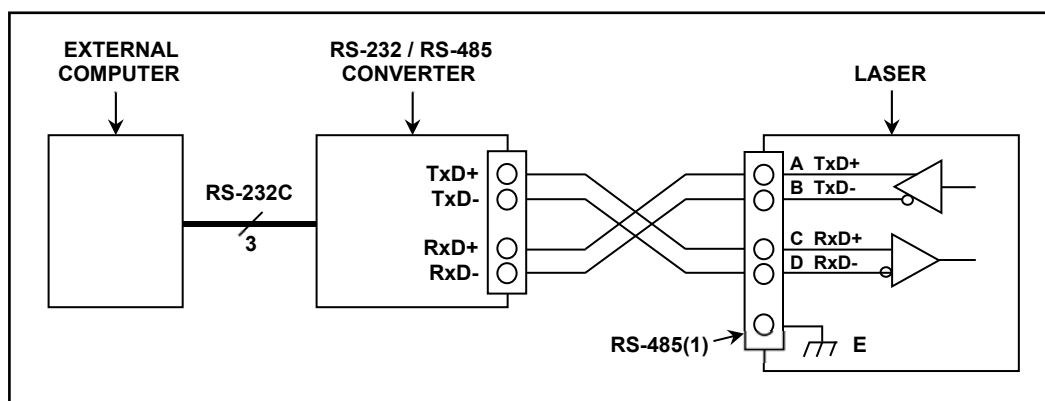 EXTERNAL
COMPUTER
RS-232 / RS-485
CONVERTER
LASER
RS-232C
3
TxD+
TxD-
RxD+
RxD-
A TxD+
B TxD-
C RxD+
D RxD-
RS-485(1)
E